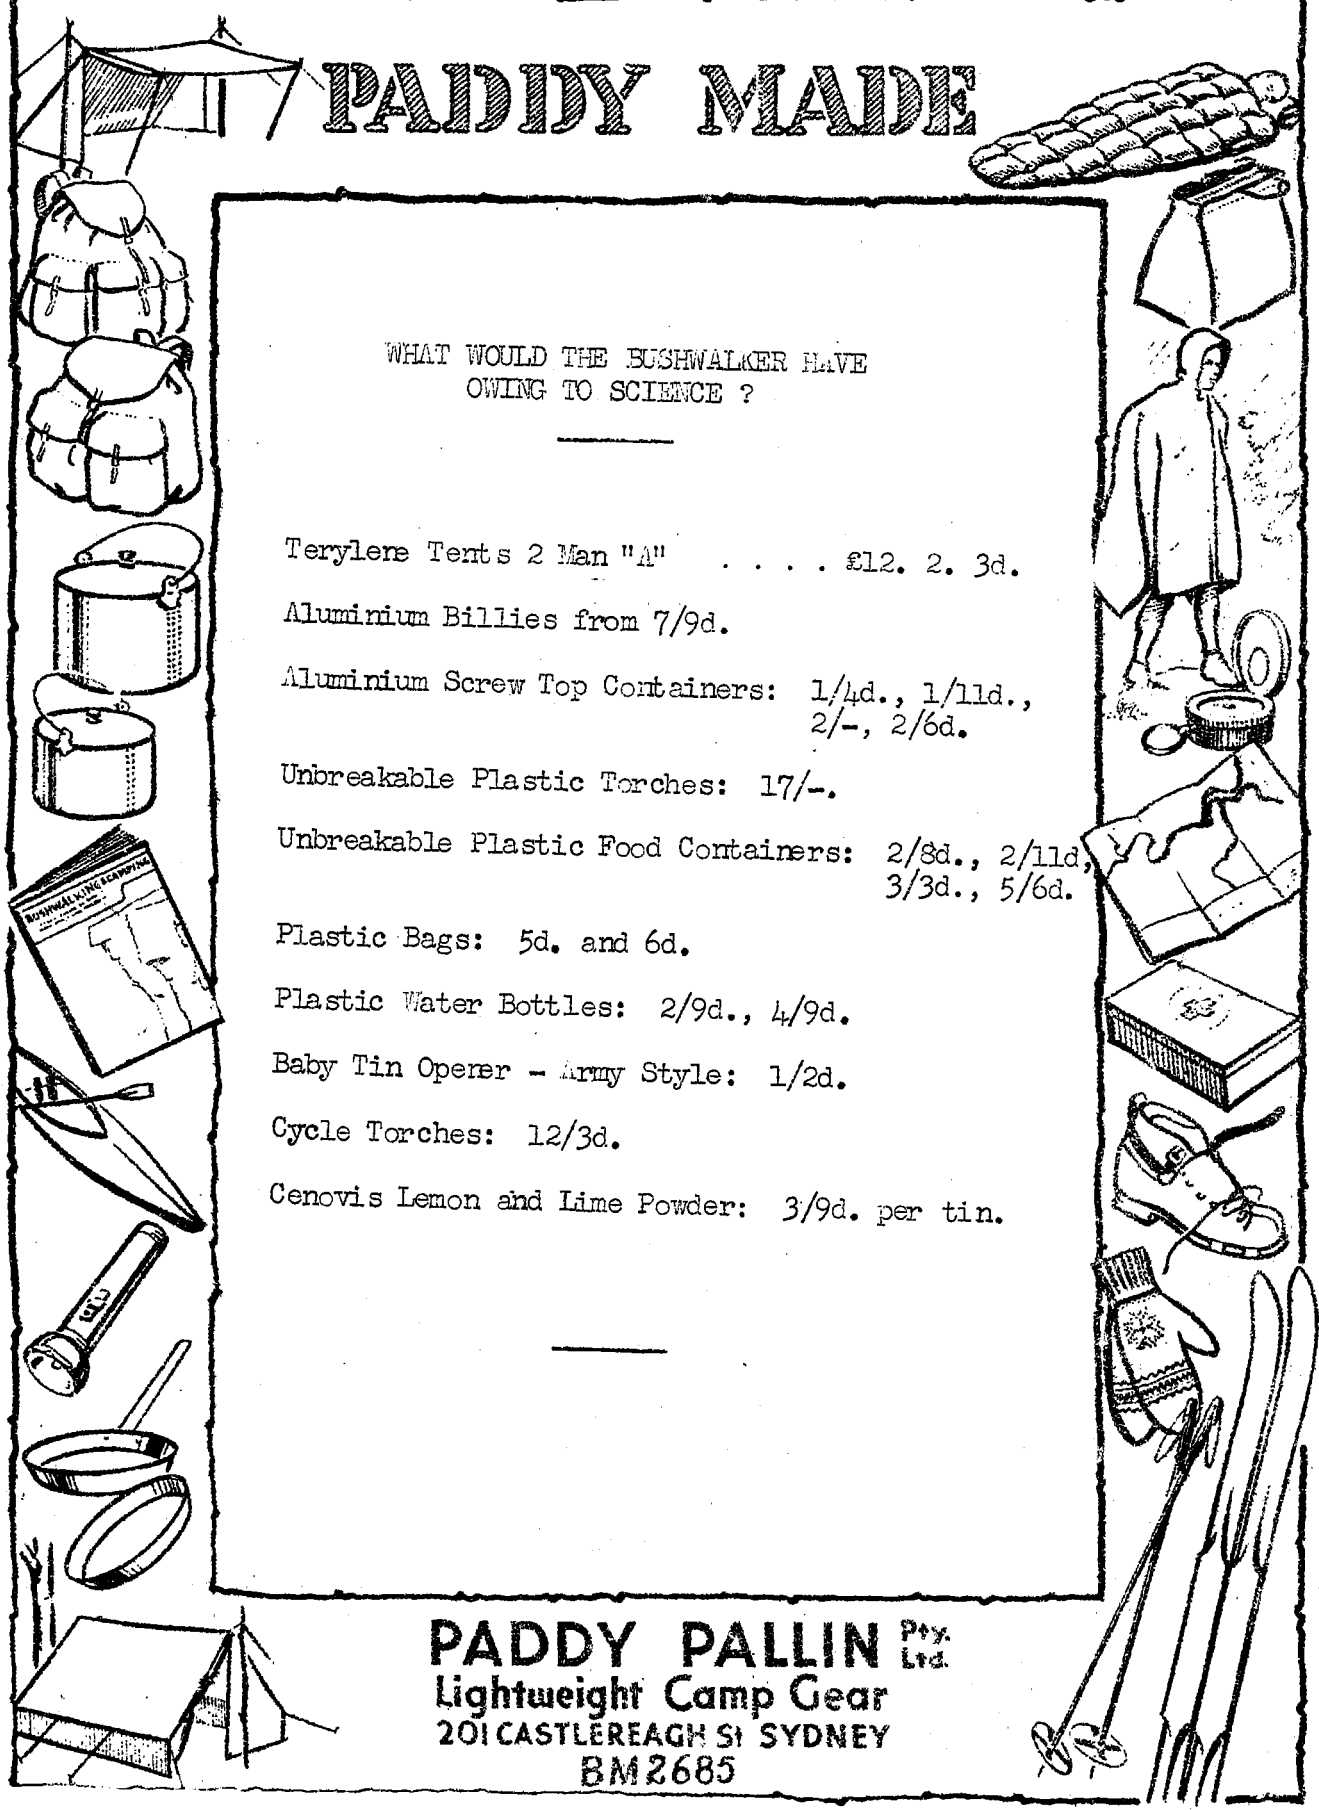 PADDY MADE
WHAT WOULD THE BUSHWALKER HAVE
OWING TO SCIENCE ?
Terylene Tents 2 Man "A" . . . . £12. 2. 3d.
Aluminium Billies from 7/9d.
Aluminium Screw Top Containers: 1/4d., 1/11d.,
2/-, 2/6d.
Unbreakable Plastic Torches: 17/-.
Unbreakable Plastic Food Containers: 2/8d., 2/11d,
3/3d., 5/6d.
BUSHWALKING & CAMPING
Plastic Bags: 5d. and 6d.
Plastic Water Bottles: 2/9d., 4/9d.
Baby Tin Opener - Army Style: 1/2d.
Cycle Torches: 12/3d.
Cenovis Lemon and Lime Powder: 3/9d. per tin.
PADDY PALLIN Pty. Ltd.
Lightweight Camp Gear
201 CASTLEREAGH St SYDNEY
BM2685